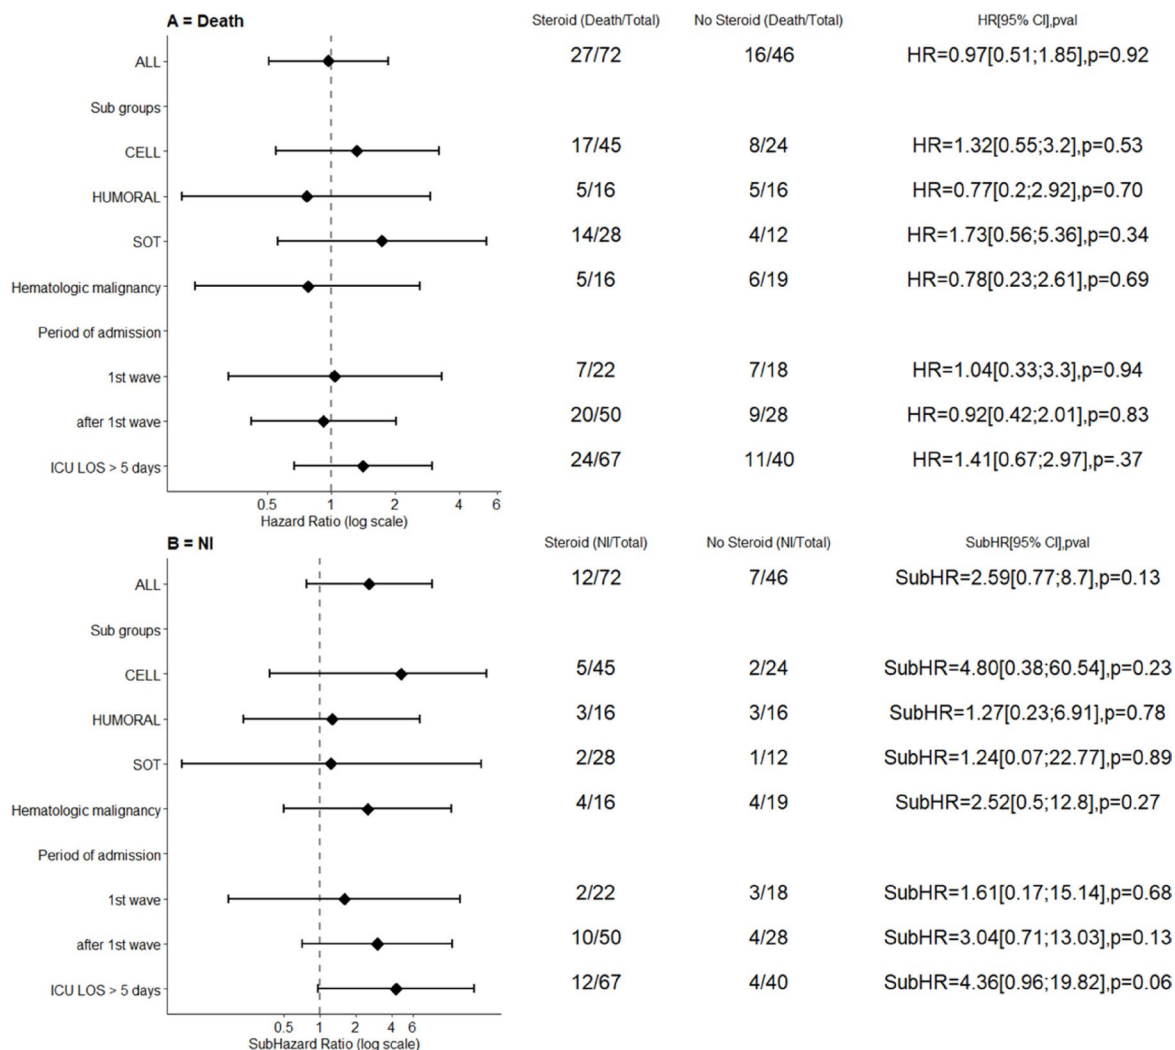 A = Death Steroid (Death/Total) No Steroid (Death/Total) HR[95% CI],pval
ALL 27/72 16/46 HR=0.97[0.51;1.85],p=0.92
Sub groups
CELL 17/45 8/24 HR=1.32[0.55;3.2],p=0.53
HUMORAL 5/16 5/16 HR=0.77[0.2;2.92],p=0.70
SOT 14/28 4/12 HR=1.73[0.56;5.36],p=0.34
Hematologic malignancy 5/16 6/19 HR=0.78[0.23;2.61],p=0.69
Period of admission
1st wave 7/22 7/18 HR=1.04[0.33;3.3],p=0.94
after 1st wave 20/50 9/28 HR=0.92[0.42;2.01],p=0.83
ICU LOS > 5 days 24/67 11/40 HR=1.41[0.67;2.97],p=.37
0.5 1 2 4 6
Hazard Ratio (log scale)
B = NI Steroid (NI/Total) No Steroid (NI/Total) SubHR[95% CI],pval
ALL 12/72 7/46 SubHR=2.59[0.77;8.7],p=0.13
Sub groups
CELL 5/45 2/24 SubHR=4.80[0.38;60.54],p=0.23
HUMORAL 3/16 3/16 SubHR=1.27[0.23;6.91],p=0.78
SOT 2/28 1/12 SubHR=1.24[0.07;22.77],p=0.89
Hematologic malignancy 4/16 4/19 SubHR=2.52[0.5;12.8],p=0.27
Period of admission
1st wave 2/22 3/18 SubHR=1.61[0.17;15.14],p=0.68
after 1st wave 10/50 4/28 SubHR=3.04[0.71;13.03],p=0.13
ICU LOS > 5 days 12/67 4/40 SubHR=4.36[0.96;19.82],p=0.06
0.5 1 2 4 6
SubHazard Ratio (log scale)